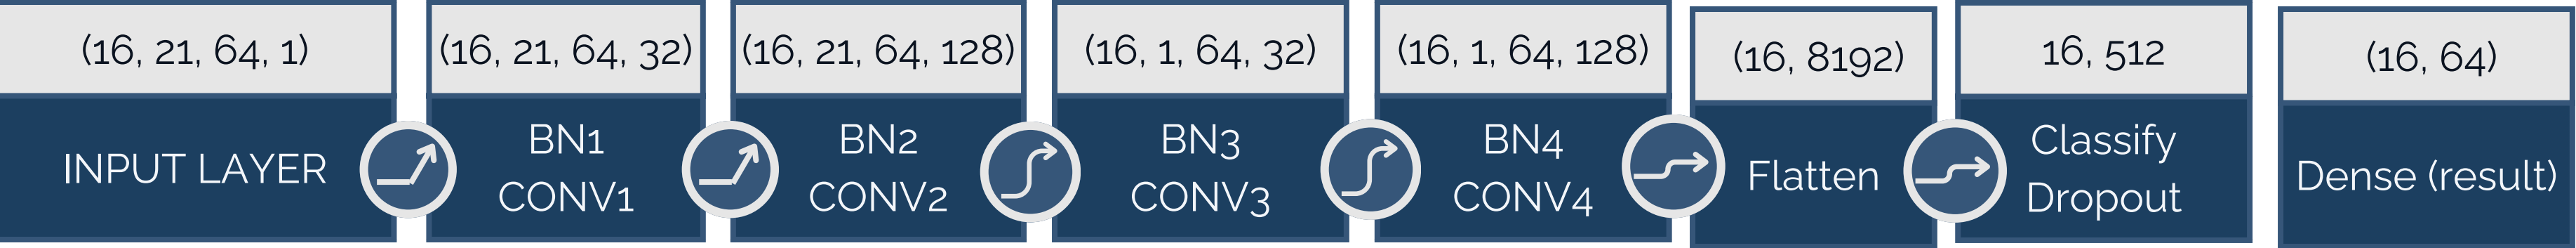 (16, 21, 64, 1)
INPUT LAYER
(16, 21, 64, 32)
BN1
CONV1
(16, 21, 64, 128)
BN2
CONV2
(16, 1, 64, 32)
BN3
CONV3
(16, 1, 64, 128)
BN4
CONV4
(16, 8192)
Flatten
16, 512
Classify
Dropout
(16, 64)
Dense (result)